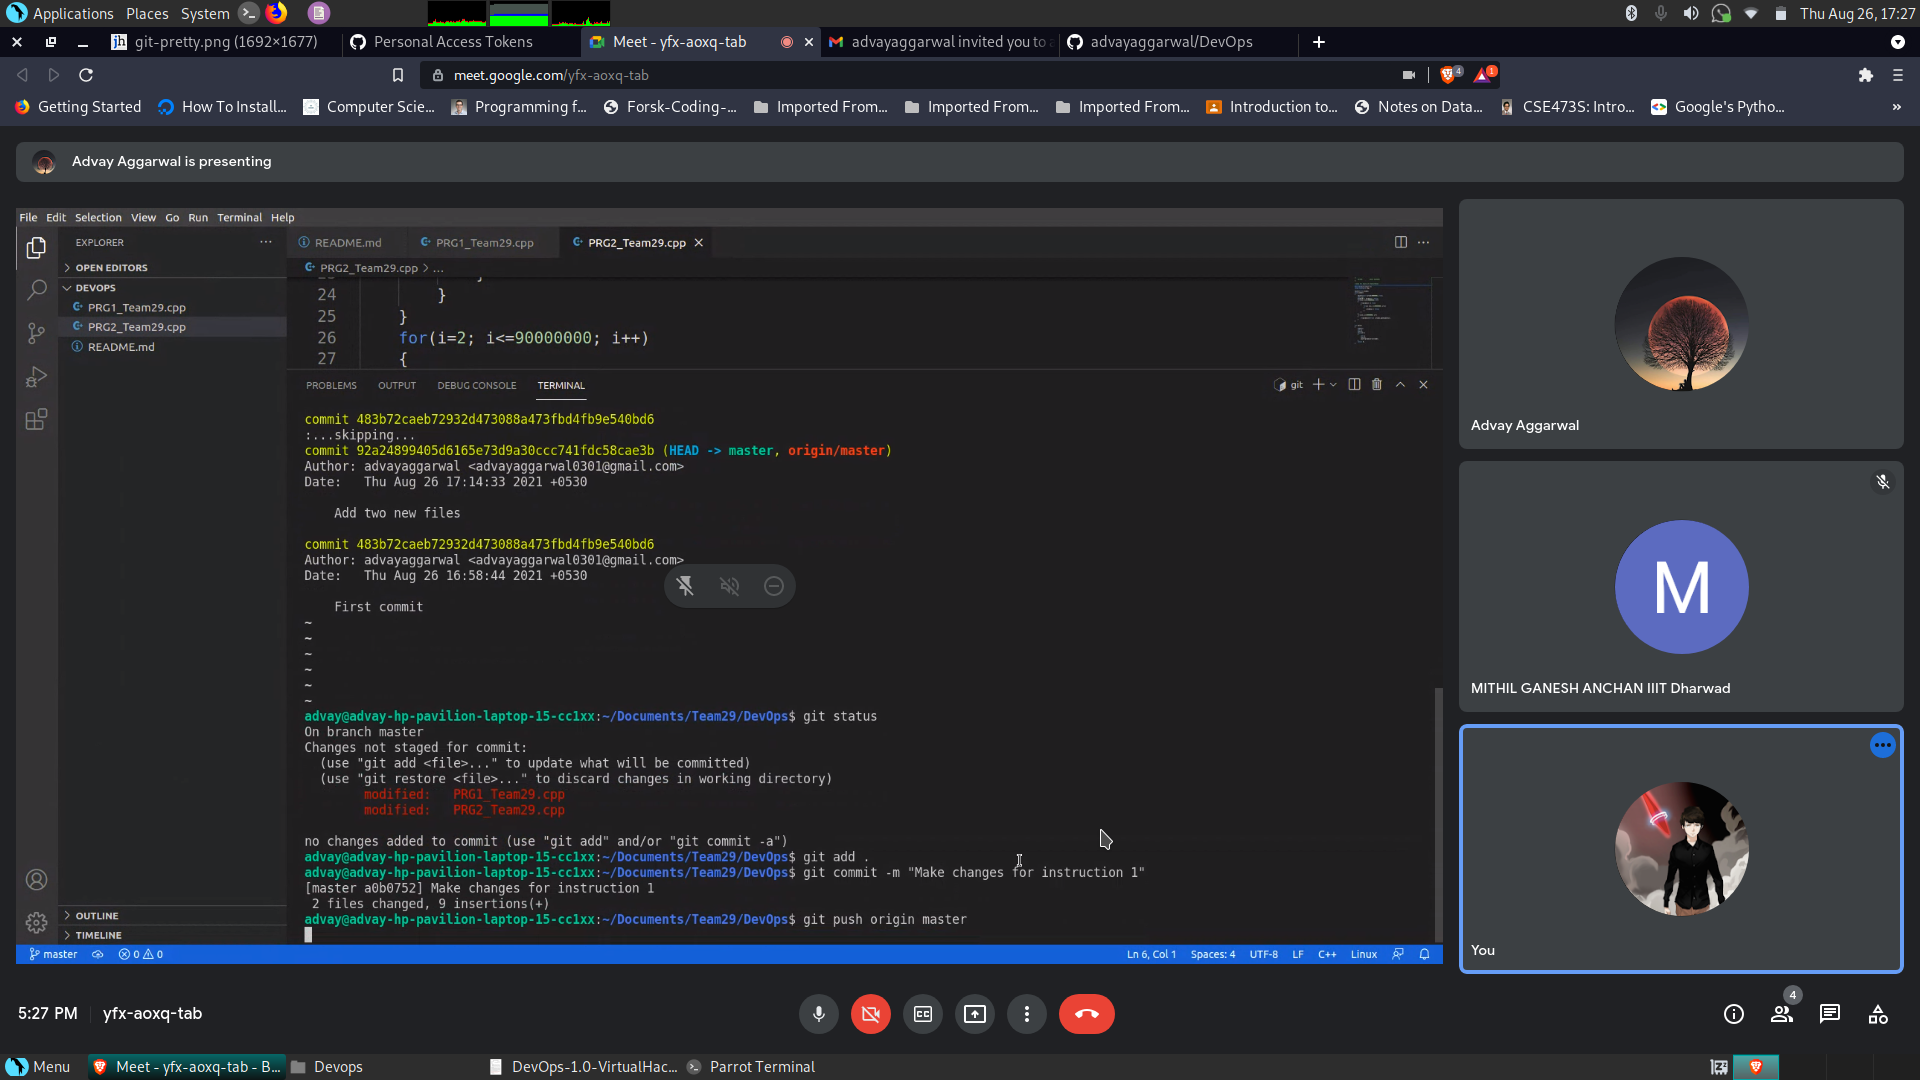 Applications Places System Thu Aug 26, 17:27
jh git-pretty.png (1692×1677) Personal Access Tokens Meet - yfx-aoxq-tab advayaggarwal invited you to a advayaggarwal/DevOps
meet.google.com/yfx-aoxq-tab 4 1
Getting Started How To Install... Computer Scie... Programming f... Forsk-Coding-... Imported From... Imported From... Imported From... Introduction to... Notes on Data... CSE473S: Intro... Google's Pytho... »
Advay Aggarwal is presenting
File Edit Selection View Go Run Terminal Help
EXPLORER ... README.md PRG1_Team29.cpp PRG2_Team29.cpp
OPEN EDITORS
PRG2_Team29.cpp > ...
DEVOPS
PRG1_Team29.cpp
PRG2_Team29.cpp
README.md
24 }
25 }
26 for(i=2; i<=90000000; i++)
27 {
PROBLEMS OUTPUT DEBUG CONSOLE TERMINAL git
commit 483b72caeb72932d473088a473fbd4fb9e540bd6
:...skipping...
commit 92a24899405d6165e73d9a30ccc741fdc58cae3b (HEAD -> master, origin/master)
Author: advayaggarwal <advayaggarwal0301@gmail.com>
Date: Thu Aug 26 17:14:33 2021 +0530
Add two new files
commit 483b72caeb72932d473088a473fbd4fb9e540bd6
Author: advayaggarwal <advayaggarwal0301@gmail.com>
Date: Thu Aug 26 16:58:44 2021 +0530
First commit
~
~
~
~
~
~
advay@advay-hp-pavilion-laptop-15-cc1xx:~/Documents/Team29/DevOps$ git status
On branch master
Changes not staged for commit:
(use "git add <file>..." to update what will be committed)
(use "git restore <file>..." to discard changes in working directory)
modified: PRG1_Team29.cpp
modified: PRG2_Team29.cpp
no changes added to commit (use "git add" and/or "git commit -a")
advay@advay-hp-pavilion-laptop-15-cc1xx:~/Documents/Team29/DevOps$ git add .
advay@advay-hp-pavilion-laptop-15-cc1xx:~/Documents/Team29/DevOps$ git commit -m "Make changes for instruction 1"
[master a0b0752] Make changes for instruction 1
2 files changed, 9 insertions(+)
advay@advay-hp-pavilion-laptop-15-cc1xx:~/Documents/Team29/DevOps$ git push origin master
OUTLINE
TIMELINE
master 0 0 Ln 6, Col 1 Spaces: 4 UTF-8 LF C++ Linux
Advay Aggarwal
M
MITHIL GANESH ANCHAN IIIT Dharwad
You
5:27 PM | yfx-aoxq-tab 4
Menu Meet - yfx-aoxq-tab - B... Devops DevOps-1.0-VirtualHac... Parrot Terminal